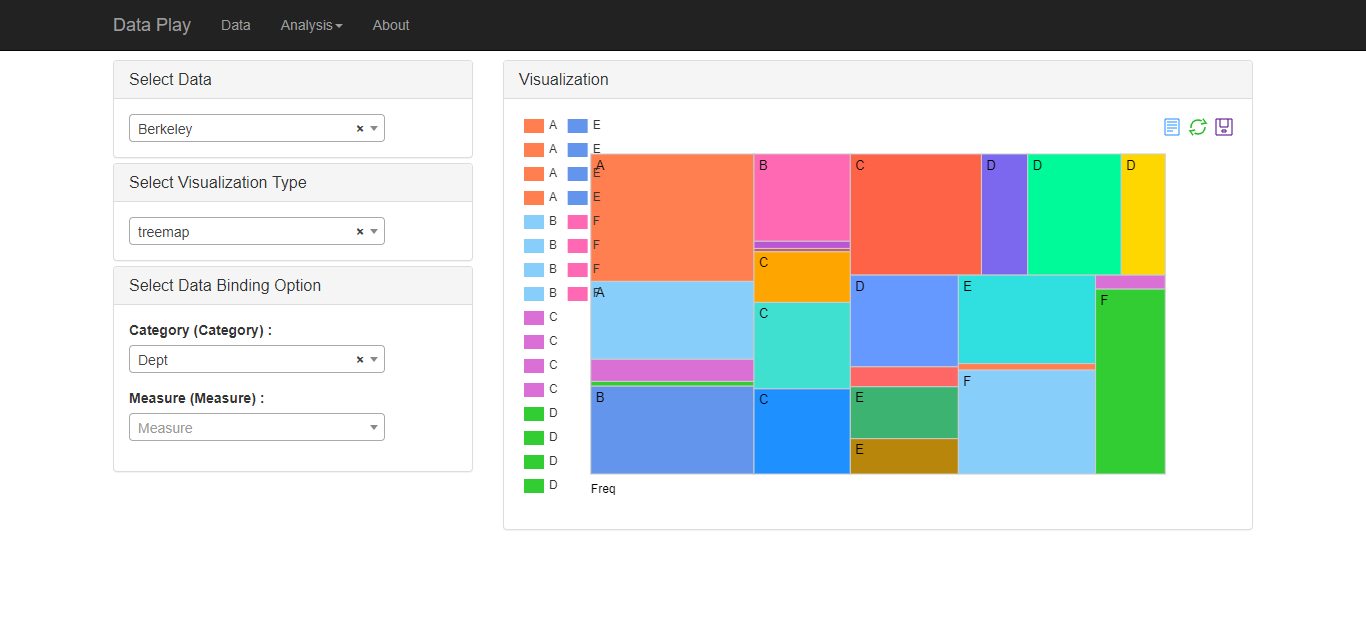 Data Play Data Analysis About
Select Data
Berkeley ×
Select Visualization Type
treemap ×
Select Data Binding Option
Category (Category) :
Dept ×
Measure (Measure) :
Measure
Visualization
A E
A E
A E
A E
B F
B F
B F
B F
C
C
C
C
D
D
D
D
A B C D D D
C
A D E F
C
F
B C E
E
Freq